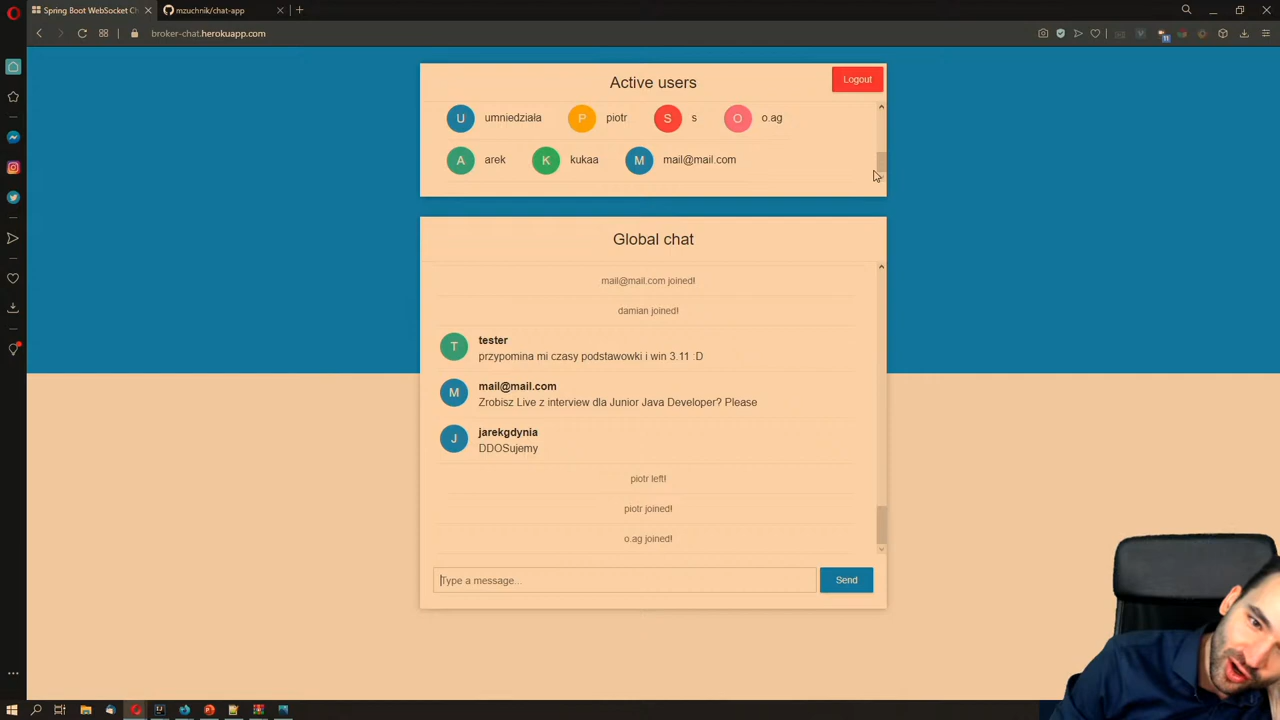 Spring Boot WebSocket Ch
mzuchnik/chat-app
broker-chat.herokuapp.com
11
Active users
Logout
U umniedziała P piotr S s O o.ag
A arek K kukaa M mail@mail.com
Global chat
mail@mail.com joined!
damian joined!
T
tester
przypomina mi czasy podstawowki i win 3.11 :D
M
mail@mail.com
Zrobisz Live z interview dla Junior Java Developer? Please
J
jarekgdynia
DDOSujemy
piotr left!
piotr joined!
o.ag joined!
Type a message...
Send